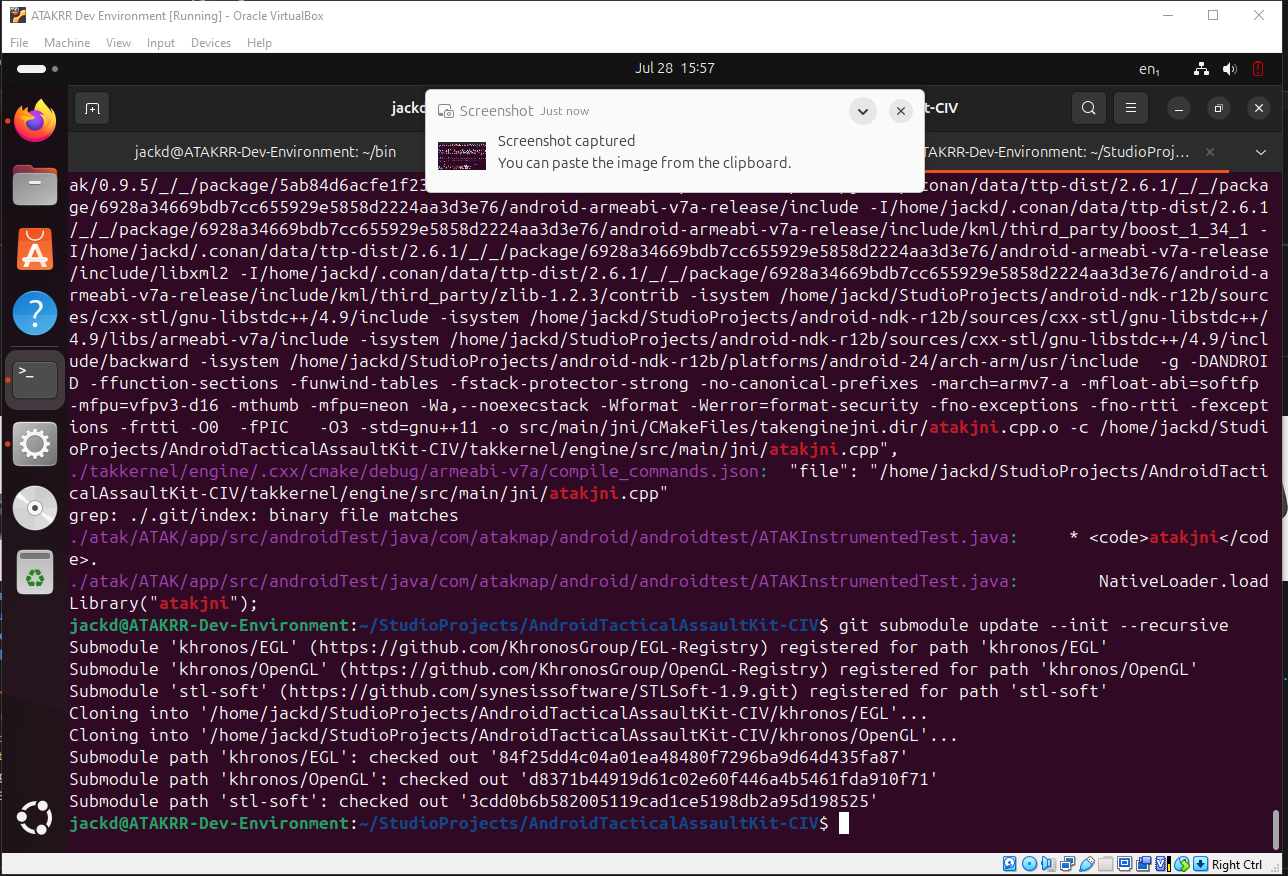 ATAKRR Dev Environment [Running] - Oracle VirtualBox
File Machine View Input Devices Help
Jul 28 15:57
en₁
jackd
t-CIV
Screenshot Just now
Screenshot captured
You can paste the image from the clipboard.
jackd@ATAKRR-Dev-Environment: ~/bin
TAKRR-Dev-Environment: ~/StudioProj...
ak/0.9.5/_/_/package/5ab84d6acfe1f23
.conan/data/ttp-dist/2.6.1/_/_/packa
ge/6928a34669bdb7cc655929e5858d2224aa3d3e76/android-armeabi-v7a-release/include -I/home/jackd/.conan/data/ttp-dist/2.6.1
/_/_/package/6928a34669bdb7cc655929e5858d2224aa3d3e76/android-armeabi-v7a-release/include/kml/third_party/boost_1_34_1 -
I/home/jackd/.conan/data/ttp-dist/2.6.1/_/_/package/6928a34669bdb7cc655929e5858d2224aa3d3e76/android-armeabi-v7a-release
/include/libxml2 -I/home/jackd/.conan/data/ttp-dist/2.6.1/_/_/package/6928a34669bdb7cc655929e5858d2224aa3d3e76/android-a
rmeabi-v7a-release/include/kml/third_party/zlib-1.2.3/contrib -isystem /home/jackd/StudioProjects/android-ndk-r12b/sourc
es/cxx-stl/gnu-libstdc++/4.9/include -isystem /home/jackd/StudioProjects/android-ndk-r12b/sources/cxx-stl/gnu-libstdc++/
4.9/libs/armeabi-v7a/include -isystem /home/jackd/StudioProjects/android-ndk-r12b/sources/cxx-stl/gnu-libstdc++/4.9/incl
ude/backward -isystem /home/jackd/StudioProjects/android-ndk-r12b/platforms/android-24/arch-arm/usr/include  -g -DANDROI
D -ffunction-sections -funwind-tables -fstack-protector-strong -no-canonical-prefixes -march=armv7-a -mfloat-abi=softfp
-mfpu=vfpv3-d16 -mthumb -mfpu=neon -Wa,--noexecstack -Wformat -Werror=format-security -fno-exceptions -fno-rtti -fexcept
ions -frtti -O0  -fPIC   -O3 -std=gnu++11 -o src/main/jni/CMakeFiles/takenginejni.dir/atakjni.cpp.o -c /home/jackd/Studi
oProjects/AndroidTacticalAssaultKit-CIV/takkernel/engine/src/main/jni/atakjni.cpp",
./takkernel/engine/.cxx/cmake/debug/armeabi-v7a/compile_commands.json:  "file": "/home/jackd/StudioProjects/AndroidTacti
calAssaultKit-CIV/takkernel/engine/src/main/jni/atakjni.cpp"
grep: ./.git/index: binary file matches
./atak/ATAK/app/src/androidTest/java/com/atakmap/android/androidtest/ATAKInstrumentedTest.java:     * <code>atakjni</cod
e>.
./atak/ATAK/app/src/androidTest/java/com/atakmap/android/androidtest/ATAKInstrumentedTest.java:        NativeLoader.load
Library("atakjni");
jackd@ATAKRR-Dev-Environment:~/StudioProjects/AndroidTacticalAssaultKit-CIV$ git submodule update --init --recursive
Submodule 'khronos/EGL' (https://github.com/KhronosGroup/EGL-Registry) registered for path 'khronos/EGL'
Submodule 'khronos/OpenGL' (https://github.com/KhronosGroup/OpenGL-Registry) registered for path 'khronos/OpenGL'
Submodule 'stl-soft' (https://github.com/synesissoftware/STLSoft-1.9.git) registered for path 'stl-soft'
Cloning into '/home/jackd/StudioProjects/AndroidTacticalAssaultKit-CIV/khronos/EGL'...
Cloning into '/home/jackd/StudioProjects/AndroidTacticalAssaultKit-CIV/khronos/OpenGL'...
Submodule path 'khronos/EGL': checked out '84f25dd4c04a01ea48480f7296ba9d64d435fa87'
Submodule path 'khronos/OpenGL': checked out 'd8371b44919d61c02e60f446a4b5461fda910f71'
Submodule path 'stl-soft': checked out '3cdd0b6b582005119cad1ce5198db2a95d198525'
jackd@ATAKRR-Dev-Environment:~/StudioProjects/AndroidTacticalAssaultKit-CIV$
Right Ctrl